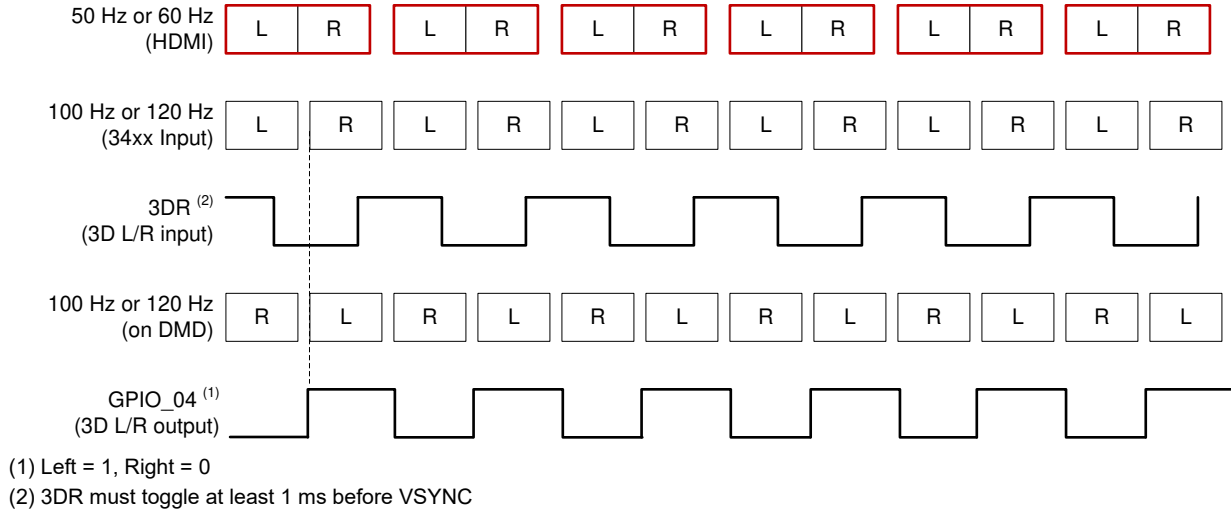 50 Hz or 60 Hz
(HDMI)
L R L R L R L R L R L R
100 Hz or 120 Hz
(34xx Input)
L R L R L R L R L R L R
3DR (2)
(3D L/R input)
100 Hz or 120 Hz
(on DMD)
R L R L R L R L R L R L
GPIO_04 (1)
(3D L/R output)
(1) Left = 1, Right = 0
(2) 3DR must toggle at least 1 ms before VSYNC